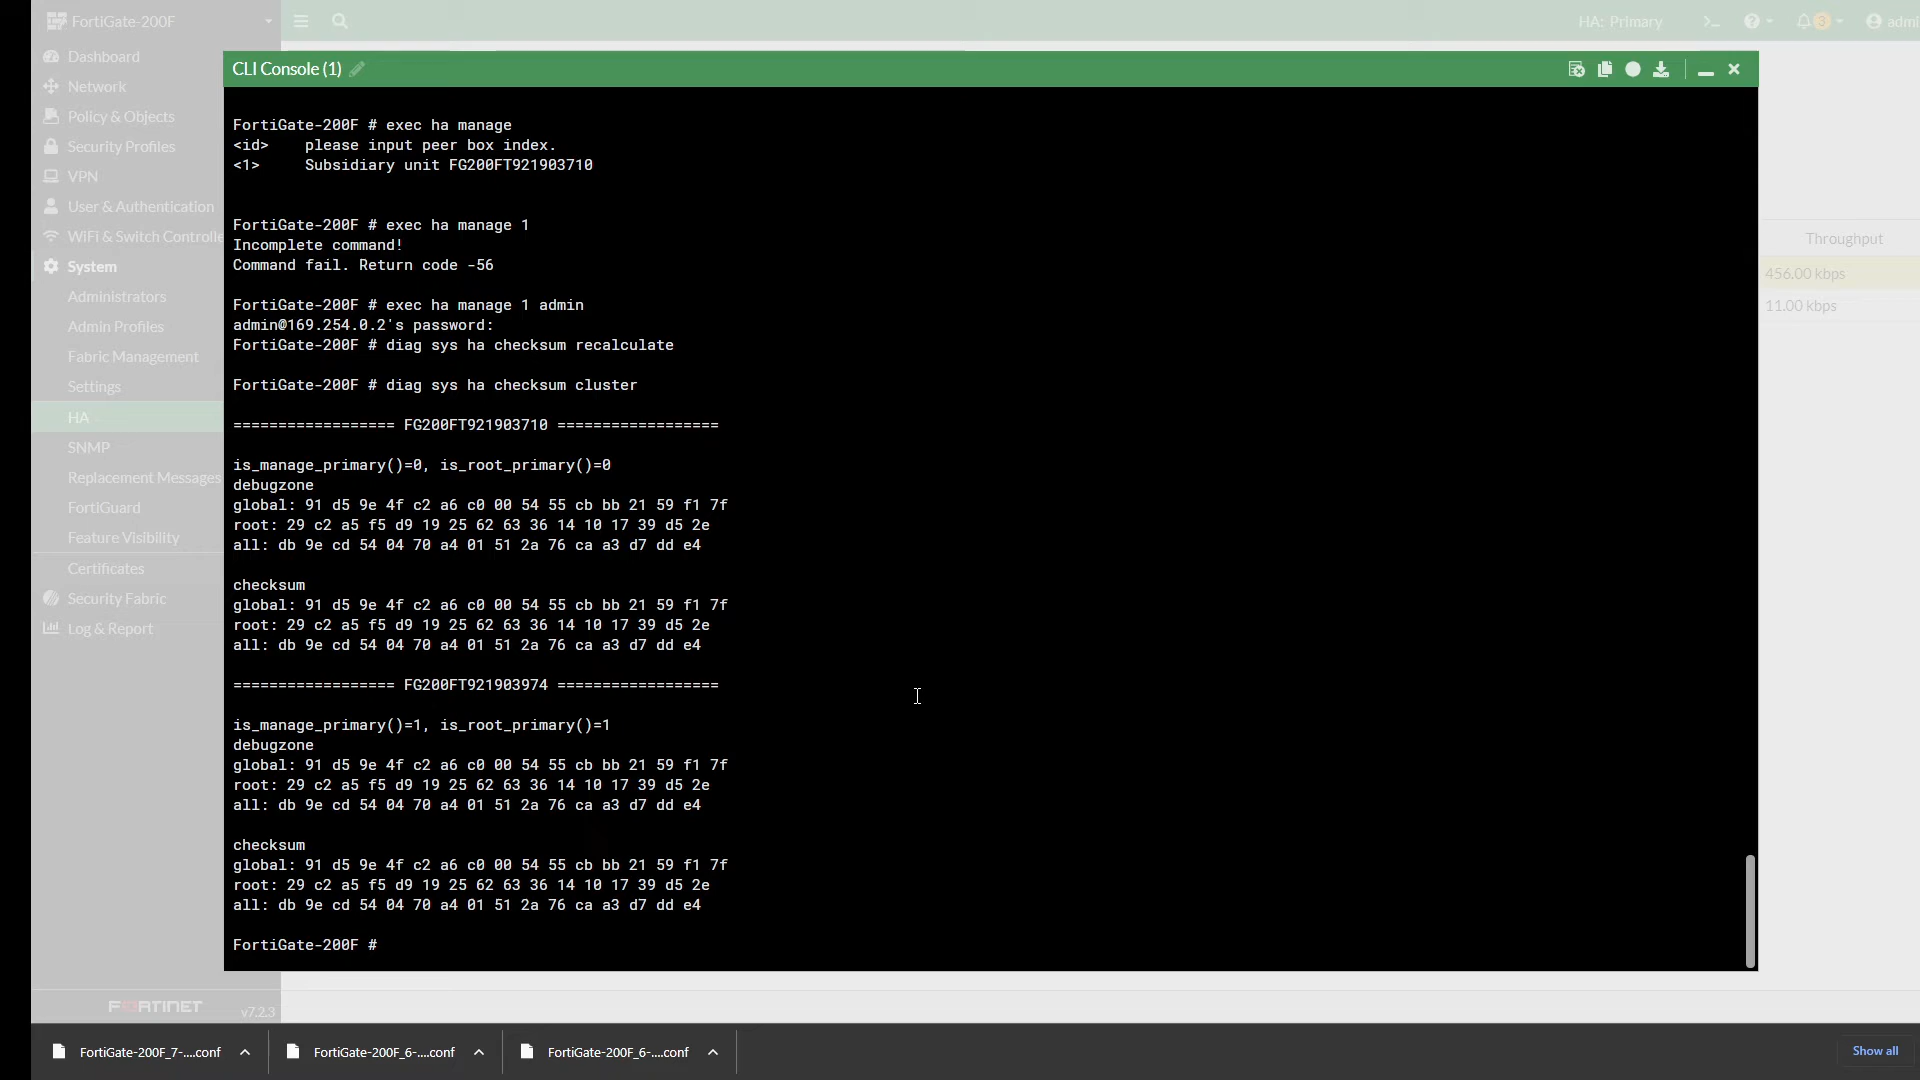 FortiGate-200F
HA: Primary
3
admi
Dashboard
Network
Policy & Objects
Security Profiles
VPN
User & Authentication
WiFi & Switch Controlle
System
Administrators
Admin Profiles
Fabric Management
Settings
HA
SNMP
Replacement Messages
FortiGuard
Feature Visibility
Certificates
Security Fabric
Log & Report
FORTINET
v7.2.3
CLI Console (1)
FortiGate-200F # exec ha manage
<id>    please input peer box index.
<1>     Subsidiary unit FG200FT921903710
FortiGate-200F # exec ha manage 1
Incomplete command!
Command fail. Return code -56
FortiGate-200F # exec ha manage 1 admin
admin@169.254.0.2's password:
FortiGate-200F # diag sys ha checksum recalculate
FortiGate-200F # diag sys ha checksum cluster
================== FG200FT921903710 ==================
is_manage_primary()=0, is_root_primary()=0
debugzone
global: 91 d5 9e 4f c2 a6 c0 00 54 55 cb bb 21 59 f1 7f
root: 29 c2 a5 f5 d9 19 25 62 63 36 14 10 17 39 d5 2e
all: db 9e cd 54 04 70 a4 01 51 2a 76 ca a3 d7 dd e4
checksum
global: 91 d5 9e 4f c2 a6 c0 00 54 55 cb bb 21 59 f1 7f
root: 29 c2 a5 f5 d9 19 25 62 63 36 14 10 17 39 d5 2e
all: db 9e cd 54 04 70 a4 01 51 2a 76 ca a3 d7 dd e4
================== FG200FT921903974 ==================
is_manage_primary()=1, is_root_primary()=1
debugzone
global: 91 d5 9e 4f c2 a6 c0 00 54 55 cb bb 21 59 f1 7f
root: 29 c2 a5 f5 d9 19 25 62 63 36 14 10 17 39 d5 2e
all: db 9e cd 54 04 70 a4 01 51 2a 76 ca a3 d7 dd e4
checksum
global: 91 d5 9e 4f c2 a6 c0 00 54 55 cb bb 21 59 f1 7f
root: 29 c2 a5 f5 d9 19 25 62 63 36 14 10 17 39 d5 2e
all: db 9e cd 54 04 70 a4 01 51 2a 76 ca a3 d7 dd e4
FortiGate-200F #
Throughput
456.00 kbps
11.00 kbps
FortiGate-200F_7-....conf
FortiGate-200F_6-....conf
FortiGate-200F_6-....conf
Show all